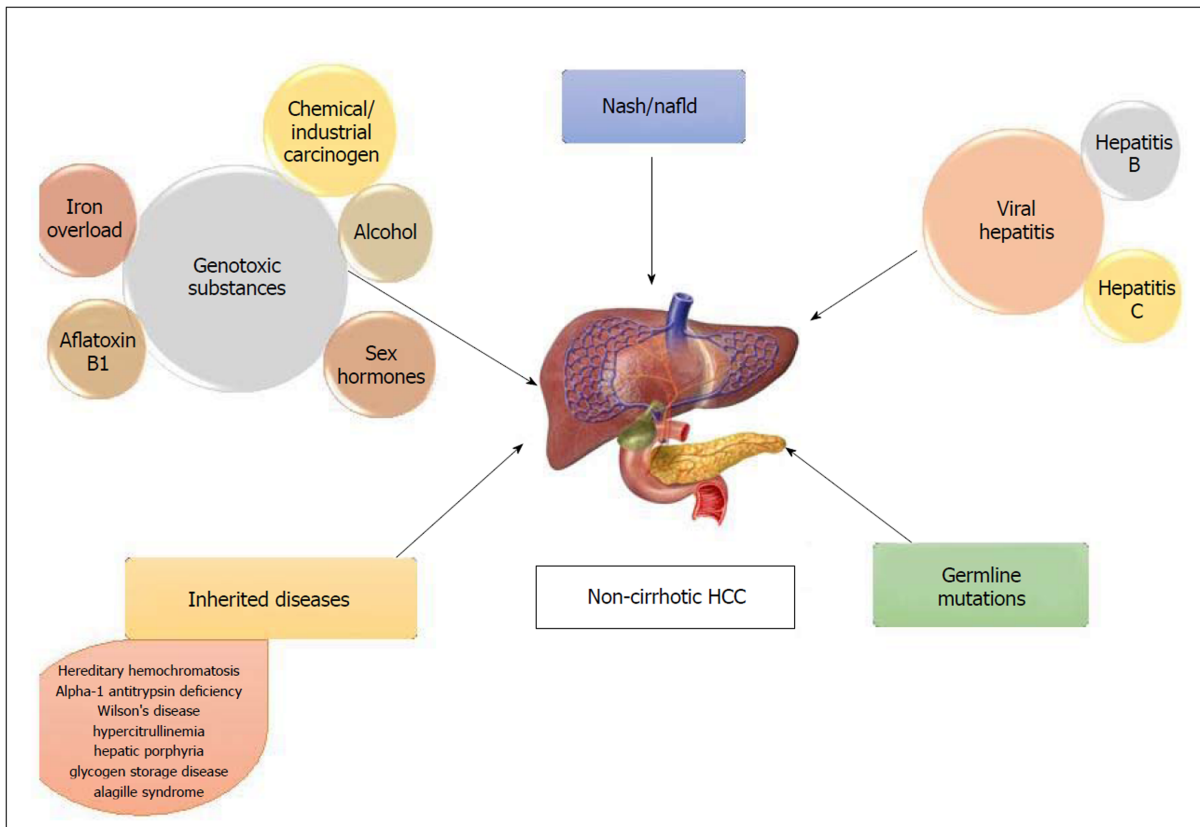 Chemical/
industrial
carcinogen
Iron
overload
Alcohol
Genotoxic
substances
Aflatoxin
B1
Sex
hormones
Nash/nafld
Hepatitis
B
Viral
hepatitis
Hepatitis
C
Inherited diseases
Hereditary hemochromatosis
Alpha-1 antitrypsin deficiency
Wilson's disease
hypercitrullinemia
hepatic porphyria
glycogen storage disease
alagille syndrome
Non-cirrhotic HCC
Germline
mutations